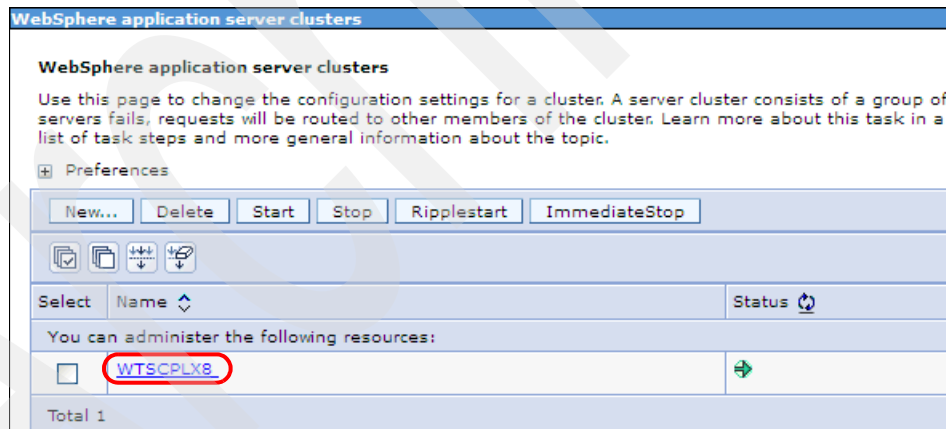 WebSphere application server clusters
WebSphere application server clusters
Use this page to change the configuration settings for a cluster. A server cluster consists of a group of
servers fails, requests will be routed to other members of the cluster. Learn more about this task in a
list of task steps and more general information about the topic.
Preferences
New... Delete Start Stop Ripplestart ImmediateStop
Select Name Status
You can administer the following resources:
WTSCPLX8
Total 1